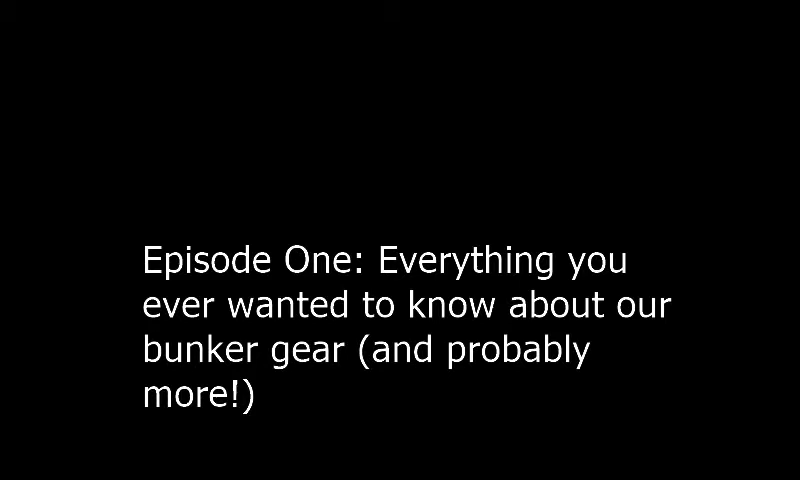 Episode One: Everything you
ever wanted to know about our
bunker gear (and probably
more!)